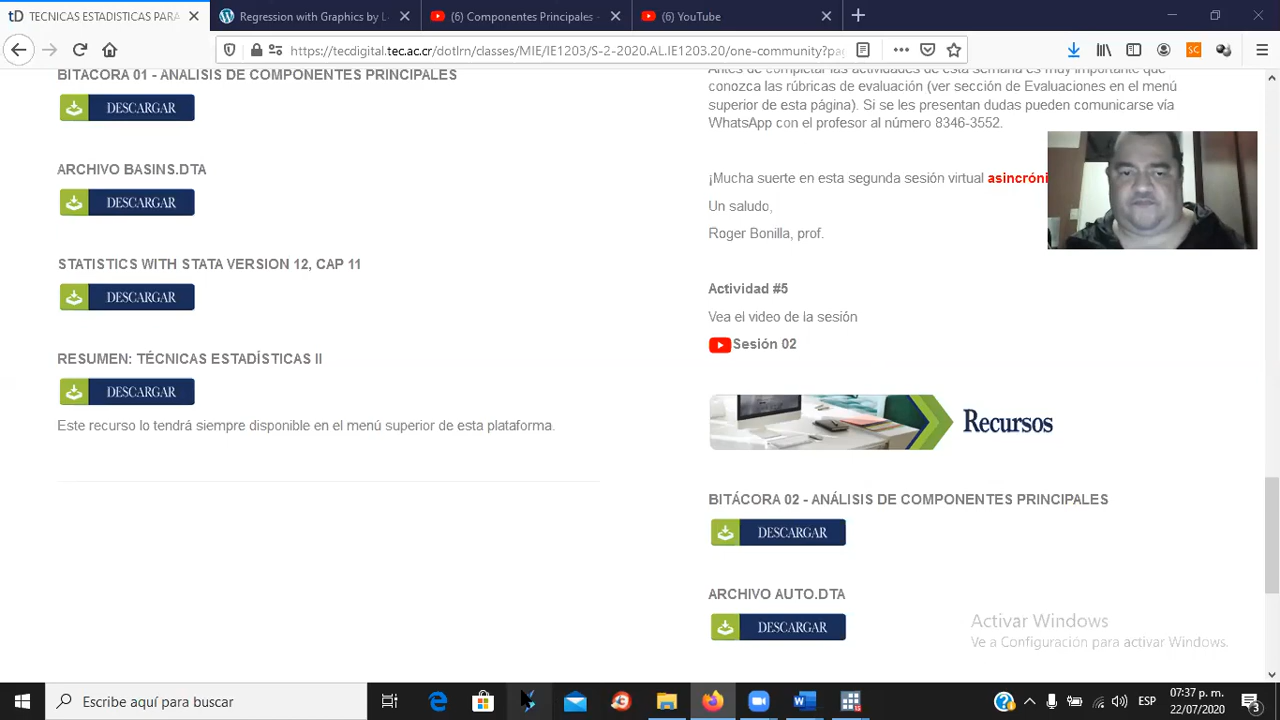 TECNICAS ESTADISTICAS PARA
Regression with Graphics by L
(6) Componentes Principales -
(6) YouTube
https://tecdigital.tec.ac.cr/dotlrn/classes/MIE/IE1203/S-2-2020.AL.IE1203.20/one-community?pag
BITÁCORA 01 - ANÁLISIS DE COMPONENTES PRINCIPALES
DESCARGAR
ARCHIVO BASINS.DTA
DESCARGAR
STATISTICS WITH STATA VERSION 12, CAP 11
DESCARGAR
RESUMEN: TÉCNICAS ESTADÍSTICAS II
DESCARGAR
Este recurso lo tendrá siempre disponible en el menú superior de esta plataforma.
Antes de completar las actividades de esta semana es muy importante que
conozca las rúbricas de evaluación (ver sección de Evaluaciones en el menú
superior de esta página). Si se les presentan dudas pueden comunicarse vía
WhatsApp con el profesor al número 8346-3552.
¡Mucha suerte en esta segunda sesión virtual asincróni
Un saludo,
Roger Bonilla, prof.
Actividad #5
Vea el video de la sesión
Sesión 02
Recursos
BITÁCORA 02 - ANÁLISIS DE COMPONENTES PRINCIPALES
DESCARGAR
ARCHIVO AUTO.DTA
DESCARGAR
Activar Windows
Ve a Configuración para activar Windows.
Escribe aquí para buscar
ESP
07:37 p. m.
22/07/2020